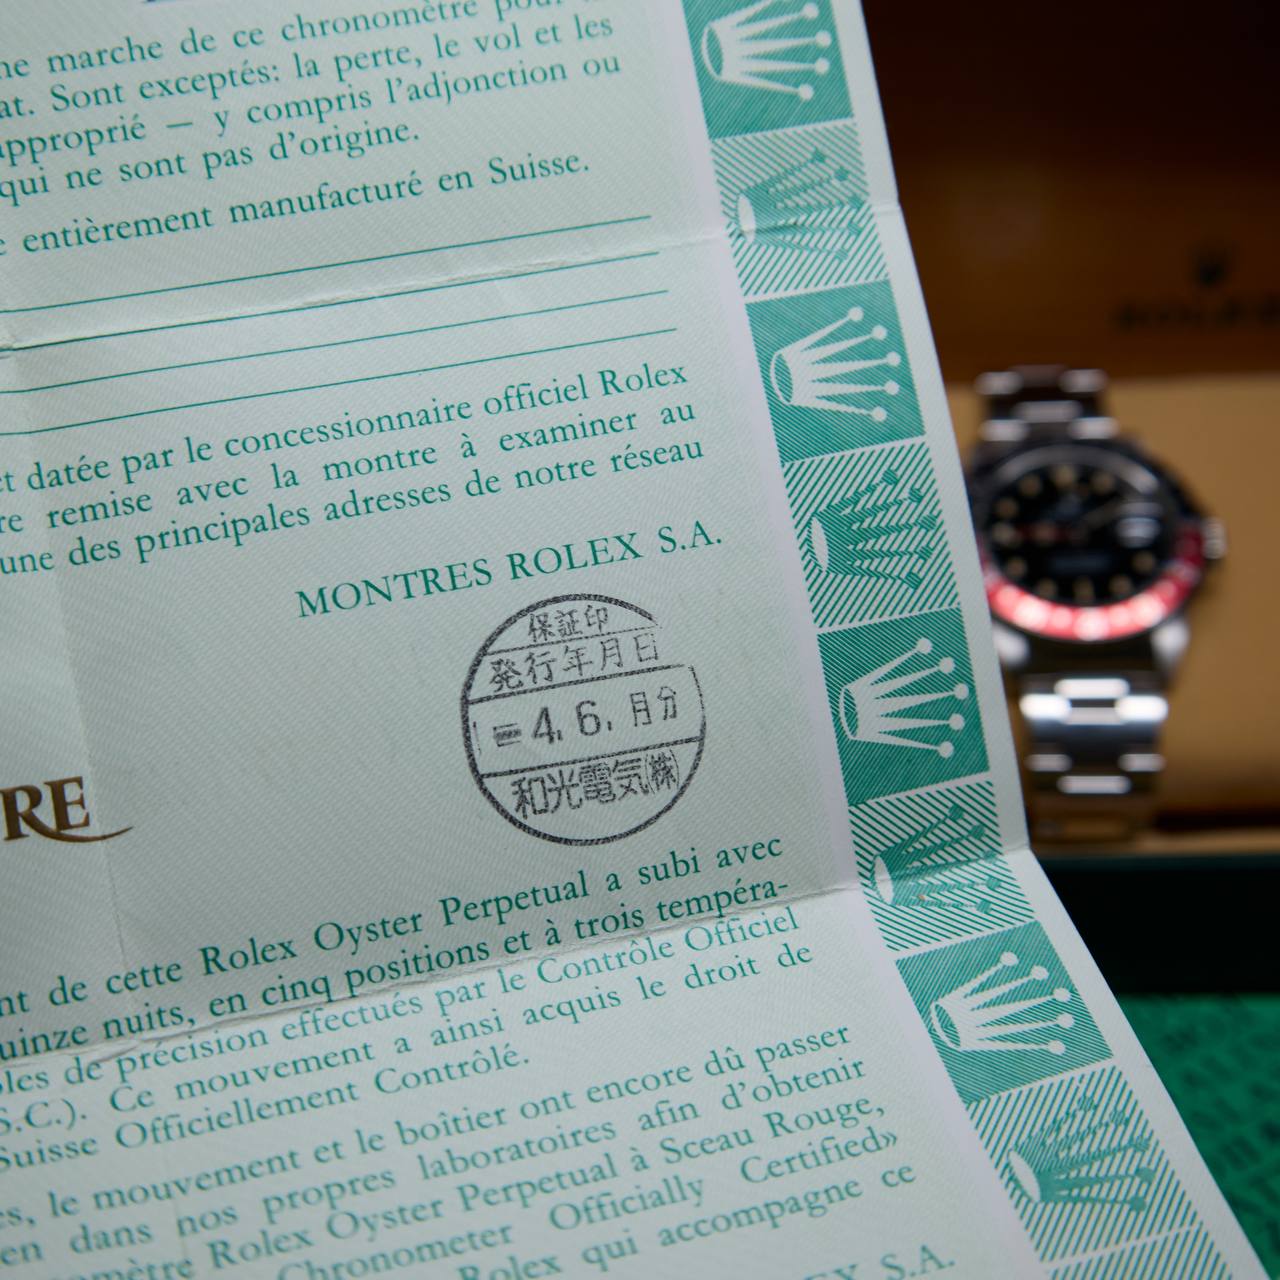 ne marche de ce chronomètre pour
at. Sont exceptés: la perte, le vol et les
approprié — y compris l’adjonction ou
qui ne sont pas d’origine.
entièrement manufacturé en Suisse.
et datée par le concessionnaire officiel Rolex
re remise avec la montre à examiner au
une des principales adresses de notre réseau
MONTRES ROLEX S.A.
保証印
発行年月日
4. 6. 月分
和光電気㈱
RE
nt de cette Rolex Oyster Perpetual a subi avec
uinze nuits, en cinq positions et à trois tempéra-
les de précision effectués par le Contrôle Officiel
S.C.). Ce mouvement a ainsi acquis le droit de
Suisse Officiellement Contrôlé.
es, le mouvement et le boîtier ont encore dû passer
en dans nos propres laboratoires afin d’obtenir
omètre Rolex Oyster Perpetual à Sceau Rouge,
Chronometer Officially Certified»
Rolex qui accompagne ce
EX S.A.
ROLEX